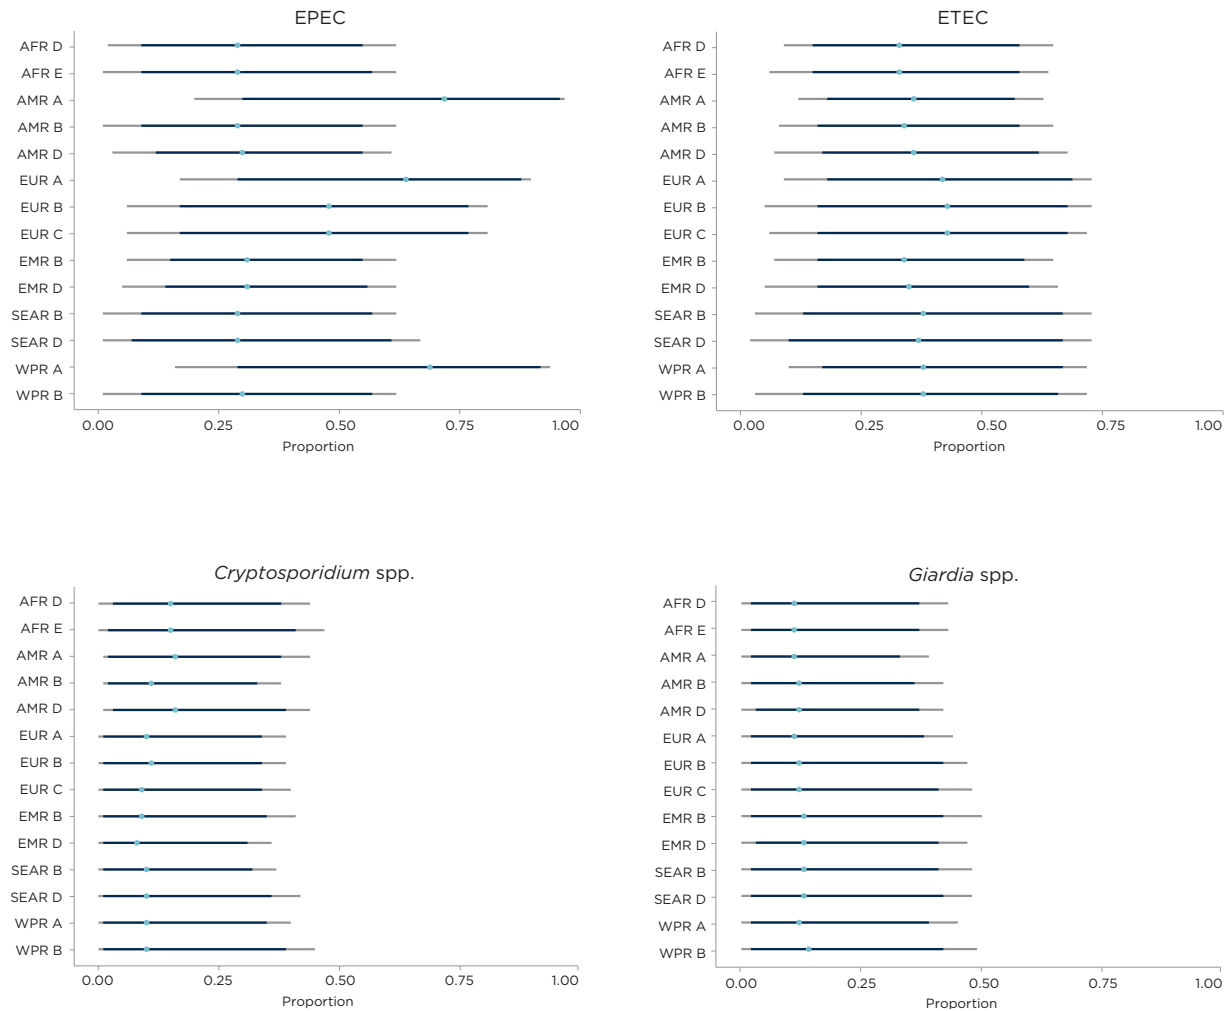 EPEC
AFR D
AFR E
AMR A
AMR B
AMR D
EUR A
EUR B
EUR C
EMR B
EMR D
SEAR B
SEAR D
WPR A
WPR B
0.00 0.25 0.50 0.75 1.00
Proportion
ETEC
AFR D
AFR E
AMR A
AMR B
AMR D
EUR A
EUR B
EUR C
EMR B
EMR D
SEAR B
SEAR D
WPR A
WPR B
0.00 0.25 0.50 0.75 1.00
Proportion
Cryptosporidium spp.
AFR D
AFR E
AMR A
AMR B
AMR D
EUR A
EUR B
EUR C
EMR B
EMR D
SEAR B
SEAR D
WPR A
WPR B
0.00 0.25 0.50 0.75 1.00
Proportion
Giardia spp.
AFR D
AFR E
AMR A
AMR B
AMR D
EUR A
EUR B
EUR C
EMR B
EMR D
SEAR B
SEAR D
WPR A
WPR B
0.00 0.25 0.50 0.75 1.00
Proportion